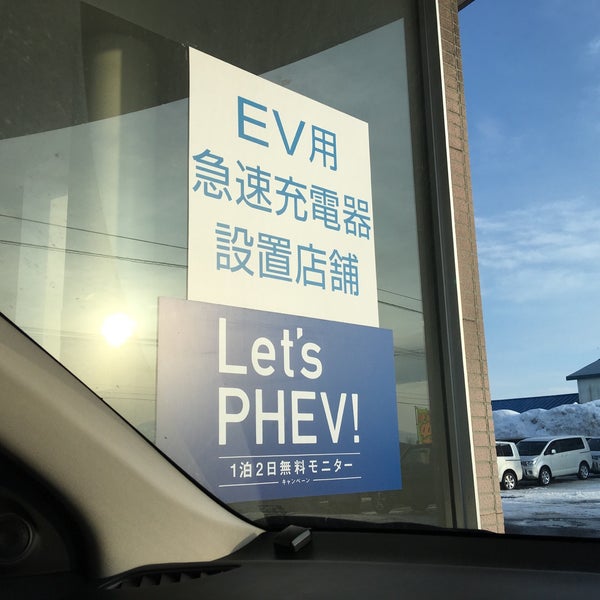 EV用
急速充電器
設置店舗
Let's
PHEV!
1泊2日無料モニター
キャンペーン